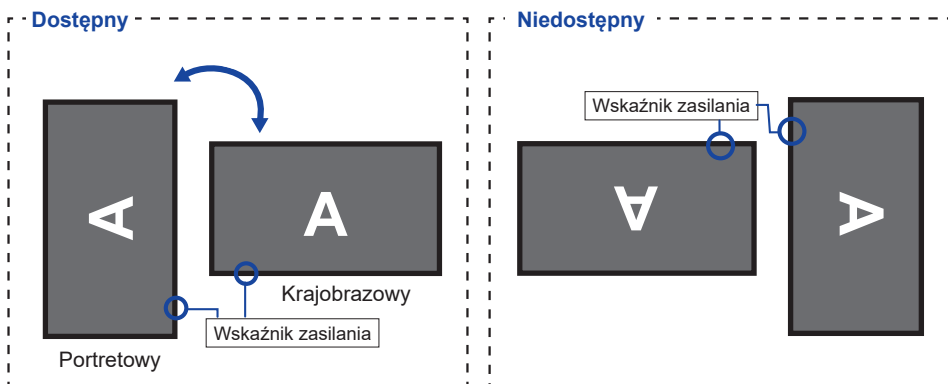 Dostępny
A
A
Krajobrazowy
Wskaźnik zasilania
Portretowy
Niedostępny
Wskaźnik zasilania
A
A